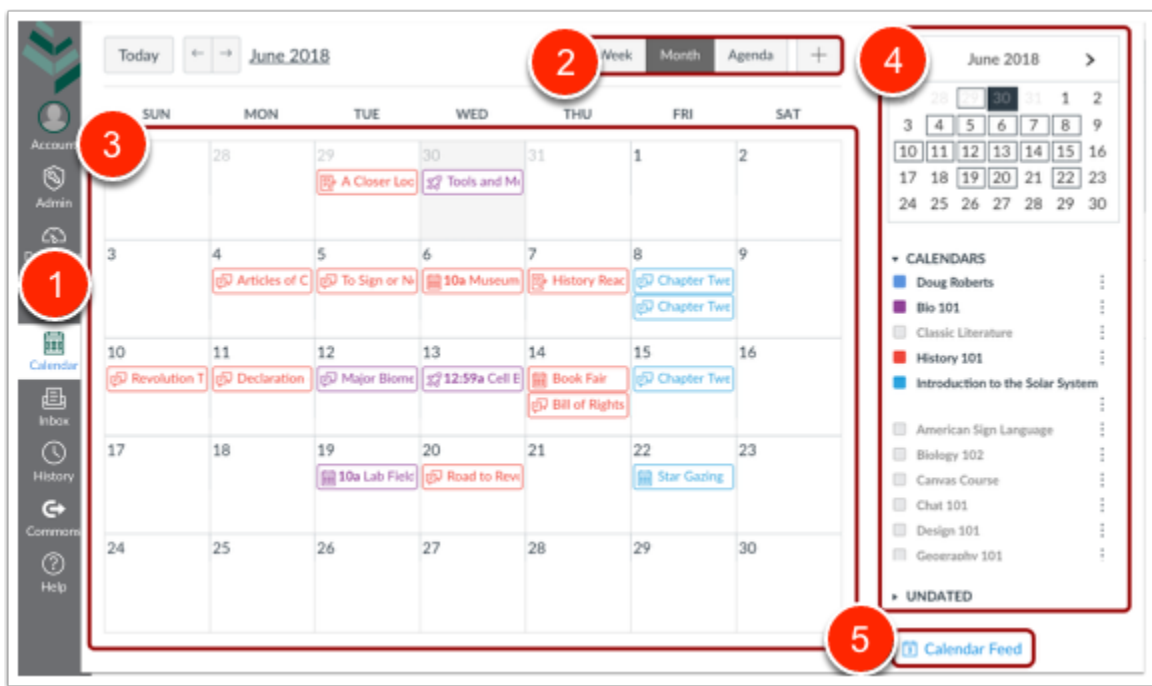 Today ← → June 2018
2 Week Month Agenda +
4 June 2018 >
SUN MON TUE WED THU FRI SAT
3
28 29 30 31 1 2
A Closer Loo
Tools and Mo
3 4 5 6 7 8 9
Articles of C
To Sign or No
10a Museum
History Reac
Chapter Twe
Chapter Twe
10 11 12 13 14 15 16
Revolution T
Declaration
Major Biome
12:59a Cell E
Book Fair
Chapter Twe
Bill of Rights
17 18 19 20 21 22 23
10a Lab Field
Road to Revo
Star Gazing
24 25 26 27 28 29 30
Account
Admin
1
Calendar
Inbox
History
Commons
Help
28 29 30 31 1 2
3 4 5 6 7 8 9
10 11 12 13 14 15 16
17 18 19 20 21 22 23
24 25 26 27 28 29 30
CALENDARS
Doug Roberts
Bio 101
Classic Literature
History 101
Introduction to the Solar System
American Sign Language
Biology 102
Canvas Course
Chat 101
Design 101
Geography 101
UNDATED
5 Calendar Feed